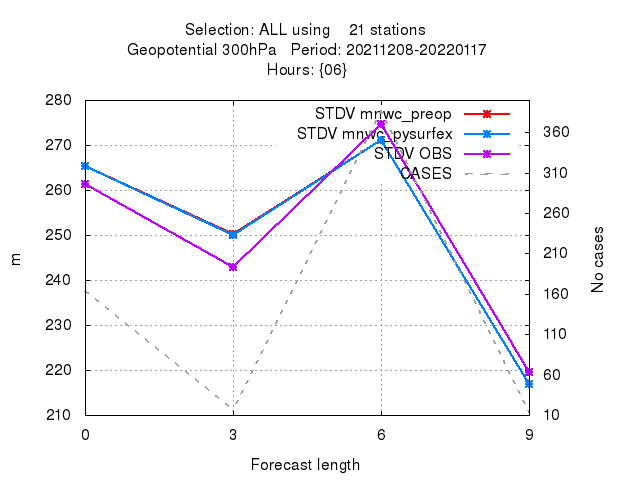 Selection: ALL using    21 stations
Geopotential 300hPa   Period: 20211208-20220117
Hours: {06}
STDV mnwc_preop
STDV mnwc_pysurfex
STDV OBS
CASES
280
270
260
250
240
230
220
210
360
310
260
210
160
110
60
10
0 3 6 9
m
No cases
Forecast length